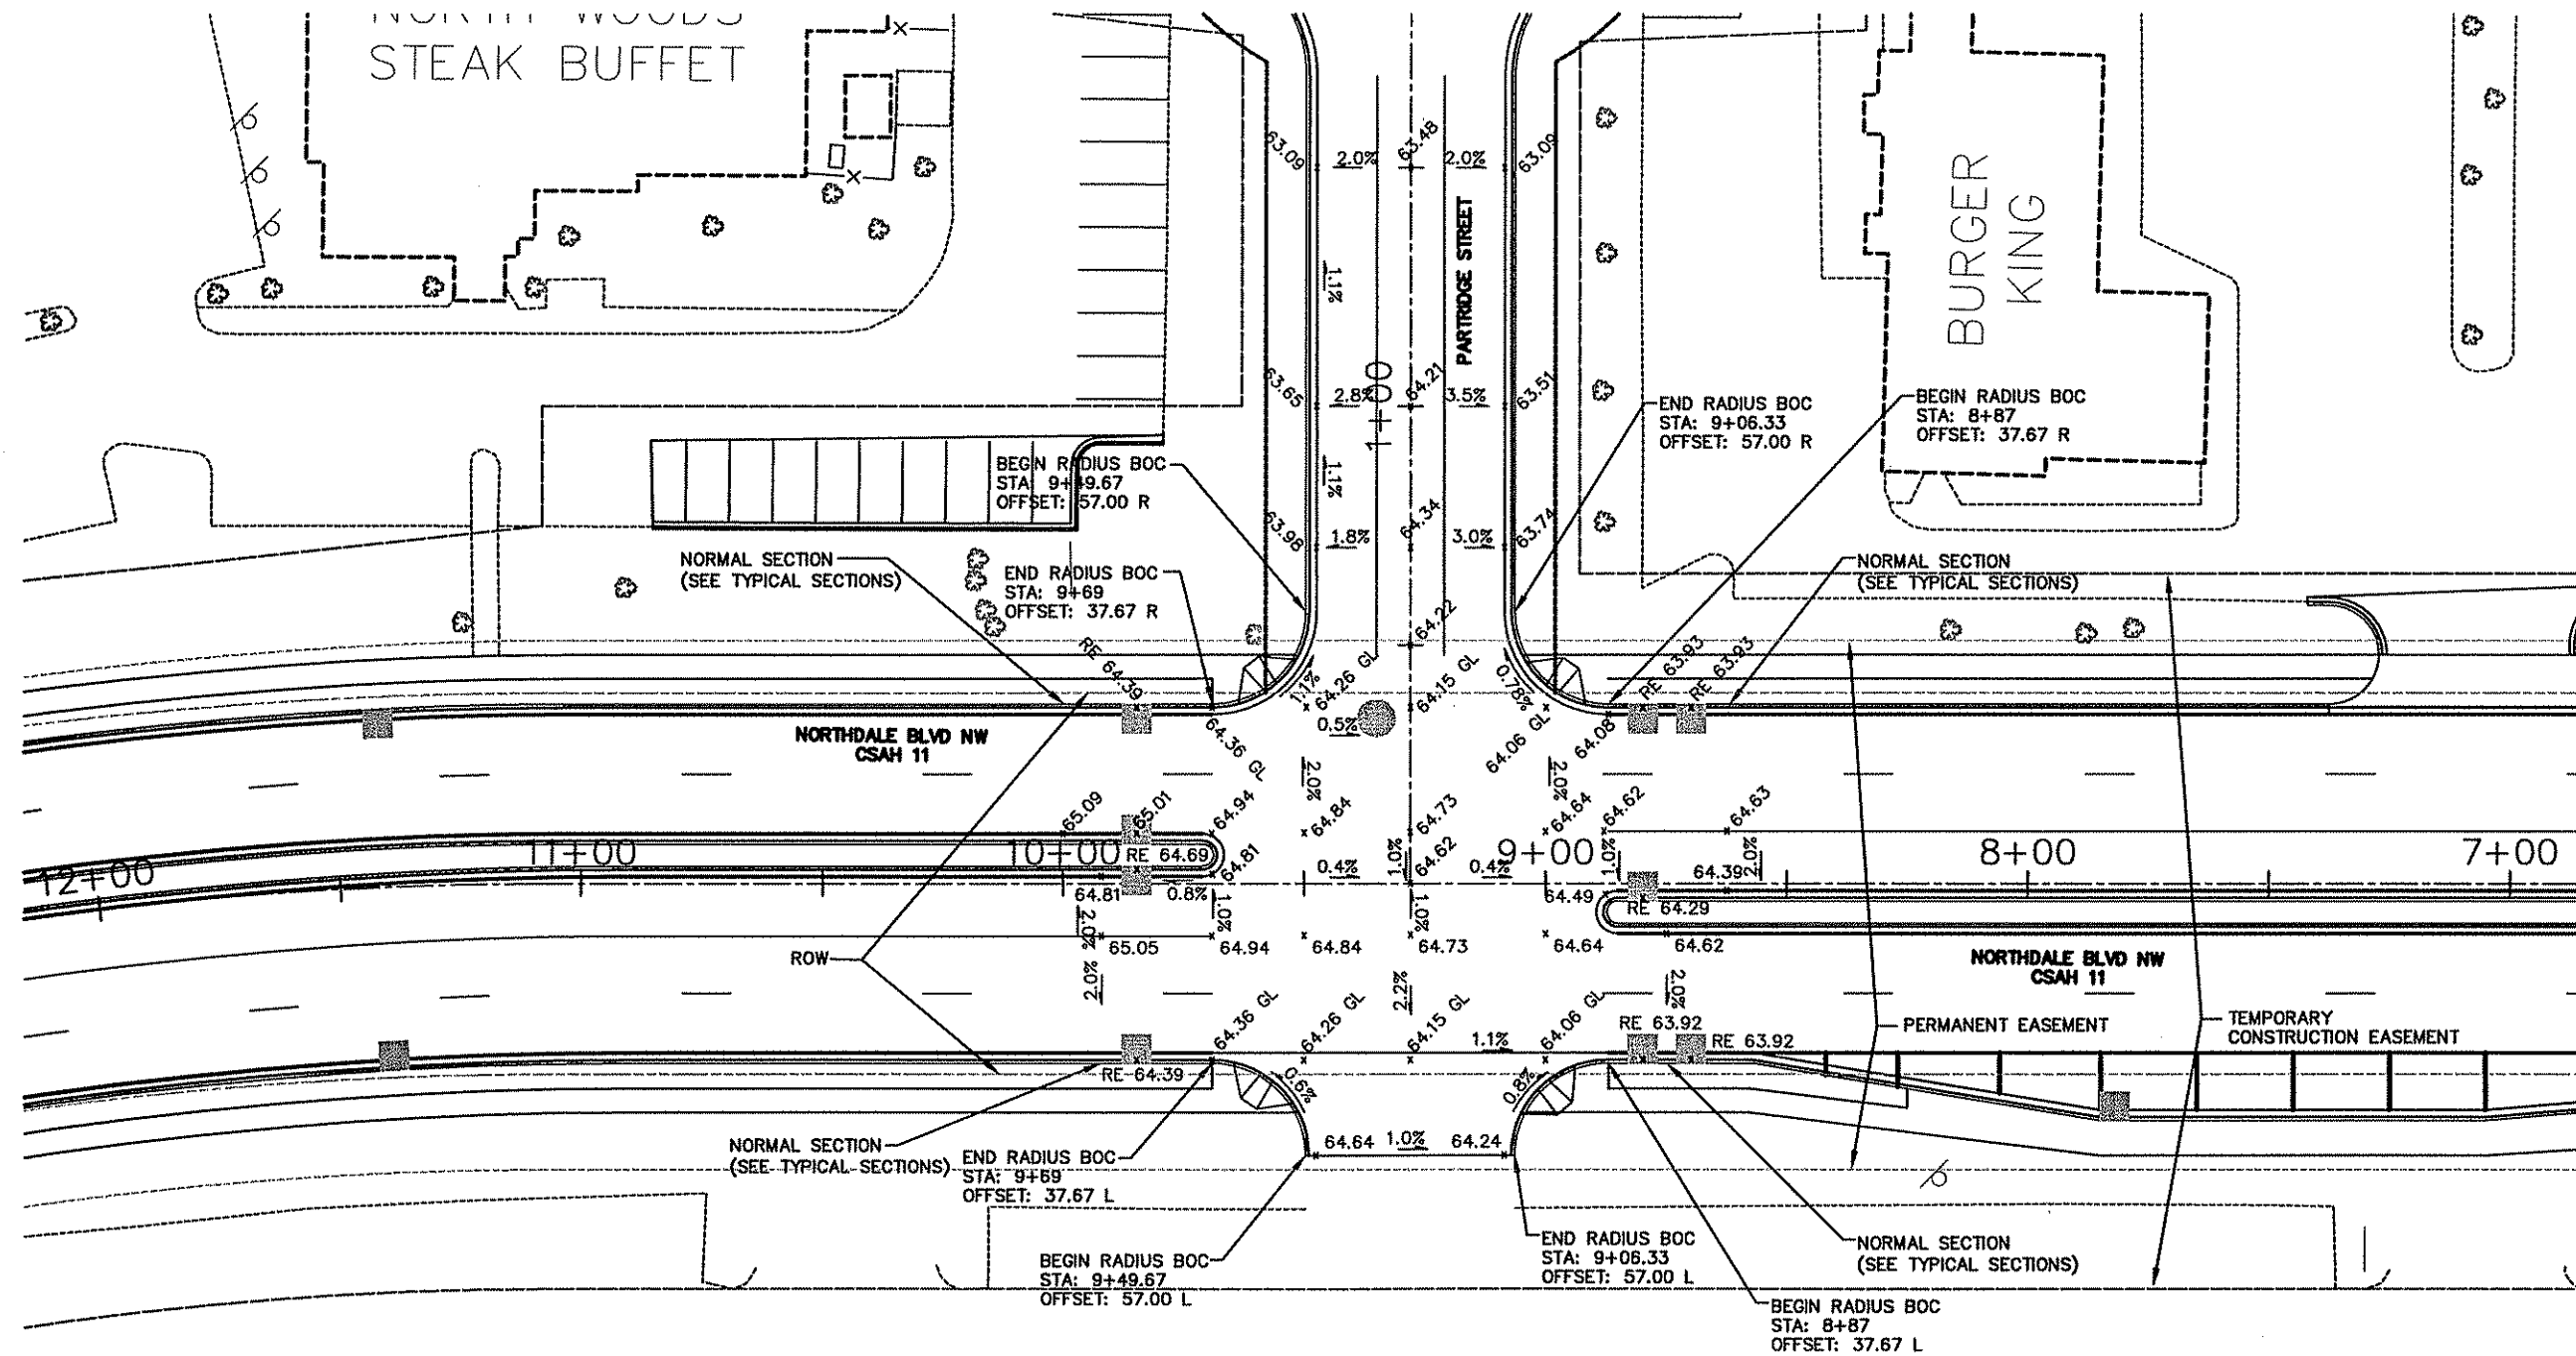 NORTH WOODS
STEAK BUFFET
63.09
2.0%
63.48
2.0%
63.09
PARTRIDGE STREET
BURGER
KING
1.1%
63.65
2.8%
1+00
64.21
3.5%
63.51
END RADIUS BOC
STA: 9+06.33
OFFSET: 57.00 R
BEGIN RADIUS BOC
STA: 8+87
OFFSET: 37.67 R
BEGIN RADIUS BOC
STA: 9+49.67
OFFSET: 57.00 R
1.1%
63.98
1.8%
64.34
3.0%
63.74
NORMAL SECTION
(SEE TYPICAL SECTIONS)
END RADIUS BOC
STA: 9+69
OFFSET: 37.67 R
NORMAL SECTION
(SEE TYPICAL SECTIONS)
64.22
RE 64.39
1.1%
64.26 GL
64.15 GL
0.78%
RE 63.93
RE 63.93
NORTHDALE BLVD NW
CSAH 11
64.36 GL
0.5%
64.06 GL
64.08
2.0%
2.0%
65.09
65.01
64.94
64.84
64.73
64.64
64.62
64.63
12+00
11+00
10+00
RE 64.69
64.81
0.4%
1.0%
64.62
0.4%
9+00
1.0%
8+00
2.0%
7+00
64.81
0.8%
1.0%
1.0%
64.49
RE 64.29
64.39
2.0%
65.05
64.94
64.84
64.73
64.64
64.62
ROW
NORTHDALE BLVD NW
CSAH 11
2.0%
2.2%
2.0%
64.36 GL
64.26 GL
64.15 GL
1.1%
64.06 GL
RE 63.92
RE 63.92
PERMANENT EASEMENT
TEMPORARY
CONSTRUCTION EASEMENT
RE 64.39
0.6%
0.8%
NORMAL SECTION
(SEE TYPICAL SECTIONS)
END RADIUS BOC
STA: 9+69
OFFSET: 37.67 L
64.64
1.0%
64.24
BEGIN RADIUS BOC
STA: 9+49.67
OFFSET: 57.00 L
END RADIUS BOC
STA: 9+06.33
OFFSET: 57.00 L
NORMAL SECTION
(SEE TYPICAL SECTIONS)
BEGIN RADIUS BOC
STA: 8+87
OFFSET: 37.67 L